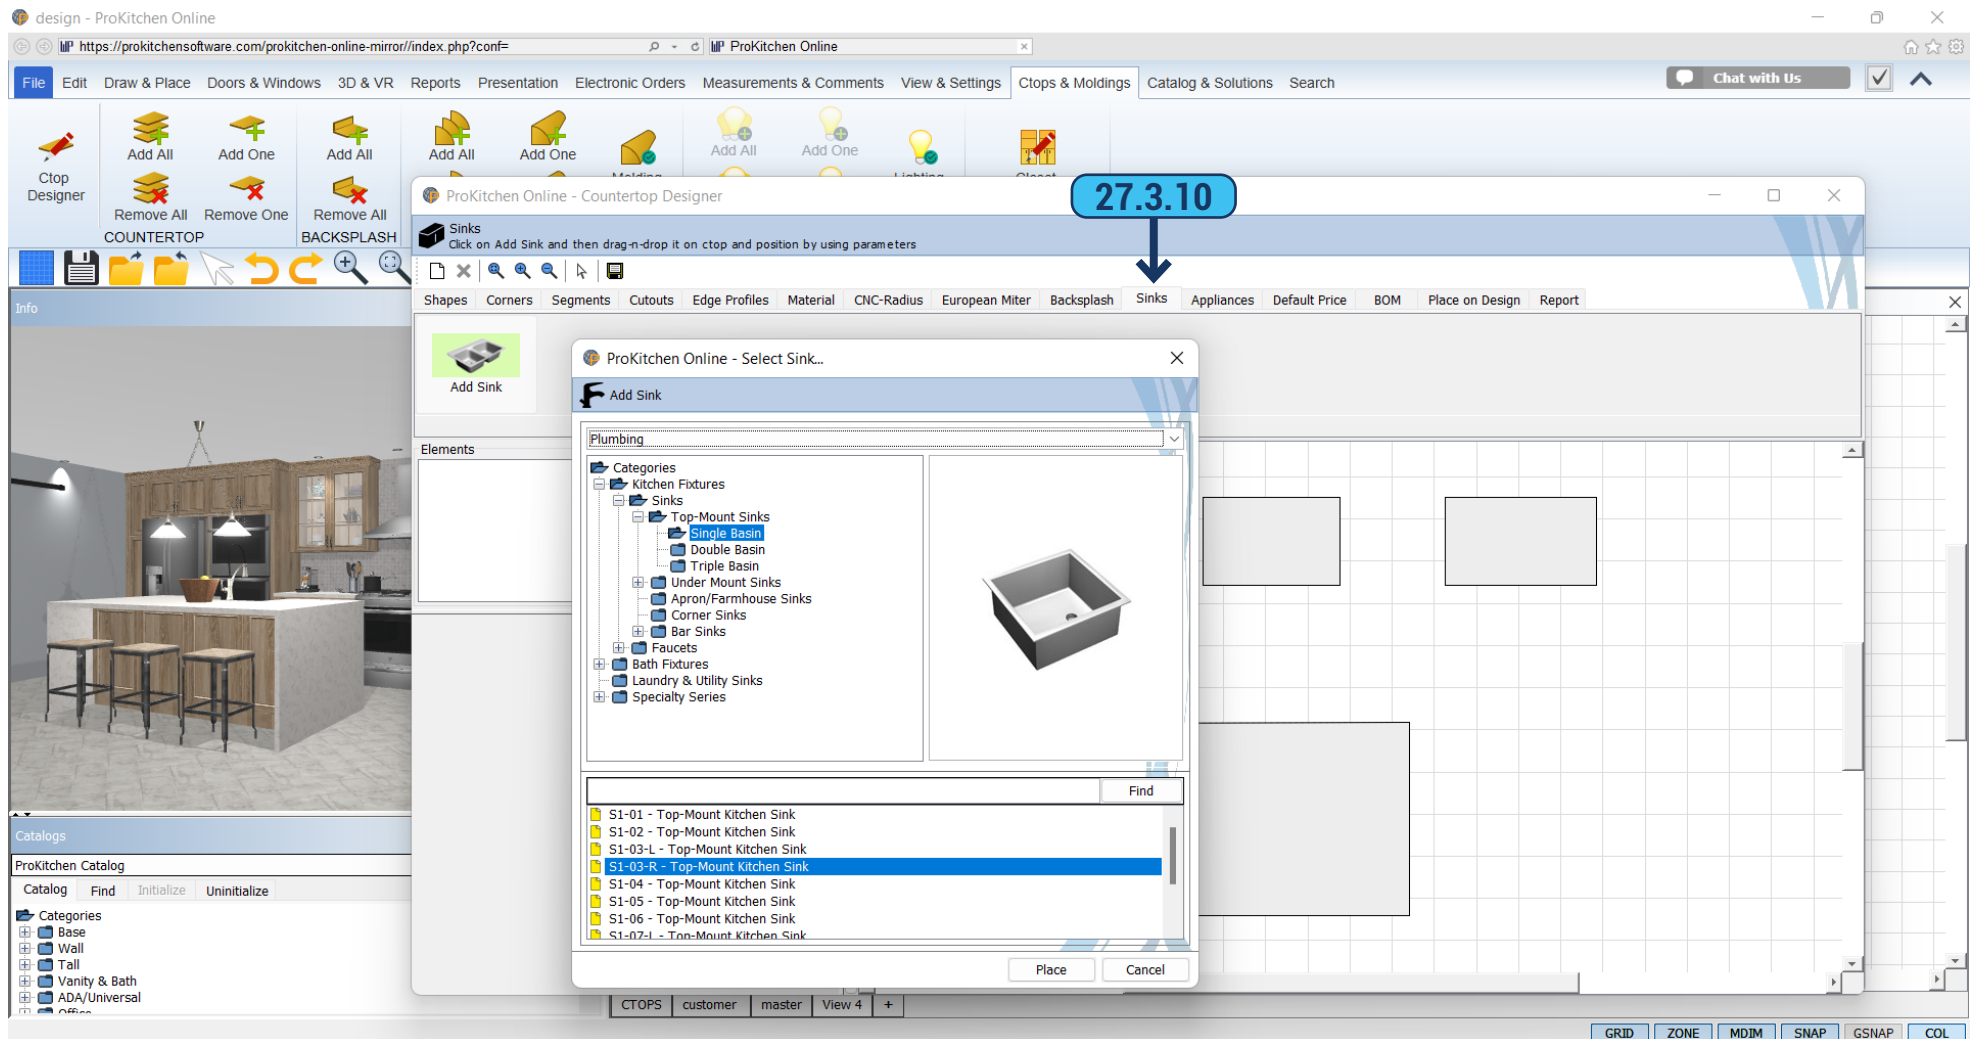 design - ProKitchen Online
https://prokitchensoftware.com/prokitchen-online-mirror//index.php?conf=
ProKitchen Online
File Edit Draw & Place Doors & Windows 3D & VR Reports Presentation Electronic Orders Measurements & Comments View & Settings Ctops & Moldings Catalog & Solutions Search
Chat with Us
Ctop Designer
Add All
Add One
Add All
Add All
Add One
Add All
Add One
Remove All
Remove One
Remove All
COUNTERTOP
BACKSPLASH
ProKitchen Online - Countertop Designer
27.3.10
Sinks
Click on Add Sink and then drag-n-drop it on ctop and position by using parameters
Shapes Corners Segments Cutouts Edge Profiles Material CNC-Radius European Miter Backsplash Sinks Appliances Default Price BOM Place on Design Report
Info
Add Sink
Elements
ProKitchen Online - Select Sink...
Add Sink
Plumbing
Categories
Kitchen Fixtures
Sinks
Top-Mount Sinks
Single Basin
Double Basin
Triple Basin
Under Mount Sinks
Apron/Farmhouse Sinks
Corner Sinks
Bar Sinks
Faucets
Bath Fixtures
Laundry & Utility Sinks
Specialty Series
Find
S1-01 - Top-Mount Kitchen Sink
S1-02 - Top-Mount Kitchen Sink
S1-03-L - Top-Mount Kitchen Sink
S1-03-R - Top-Mount Kitchen Sink
S1-04 - Top-Mount Kitchen Sink
S1-05 - Top-Mount Kitchen Sink
S1-06 - Top-Mount Kitchen Sink
S1-07-L - Top-Mount Kitchen Sink
Place
Cancel
Catalogs
ProKitchen Catalog
Catalog Find Initialize Uninitialize
Categories
Base
Wall
Tall
Vanity & Bath
ADA/Universal
Office
CTOPS customer master View 4 +
GRID ZONE MDIM SNAP GSNAP COL